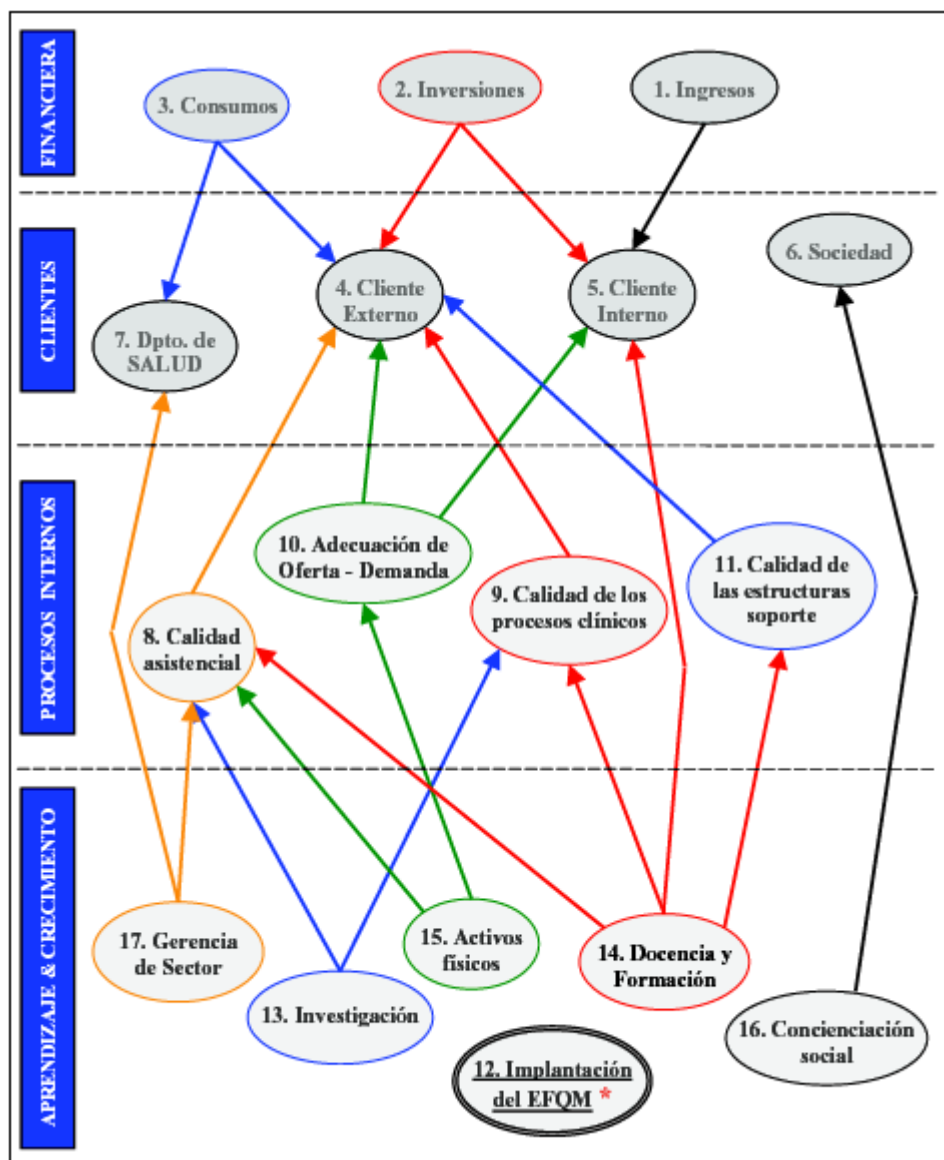 FINANCIERA
3. Consumos
2. Inversiones
1. Ingresos
CLIENTES
7. Dpto. de
SALUD
4. Cliente
Externo
5. Cliente
Interno
6. Sociedad
PROCESOS INTERNOS
8. Calidad
asistencial
10. Adecuación de
Oferta - Demanda
9. Calidad de los
procesos clínicos
11. Calidad de
las estructuras
soporte
APRENDIZAJE & CRECIMIENTO
17. Gerencia
de Sector
13. Investigación
15. Activos
físicos
14. Docencia y
Formación
16. Concienciación
social
12. Implantación
del EFQM *